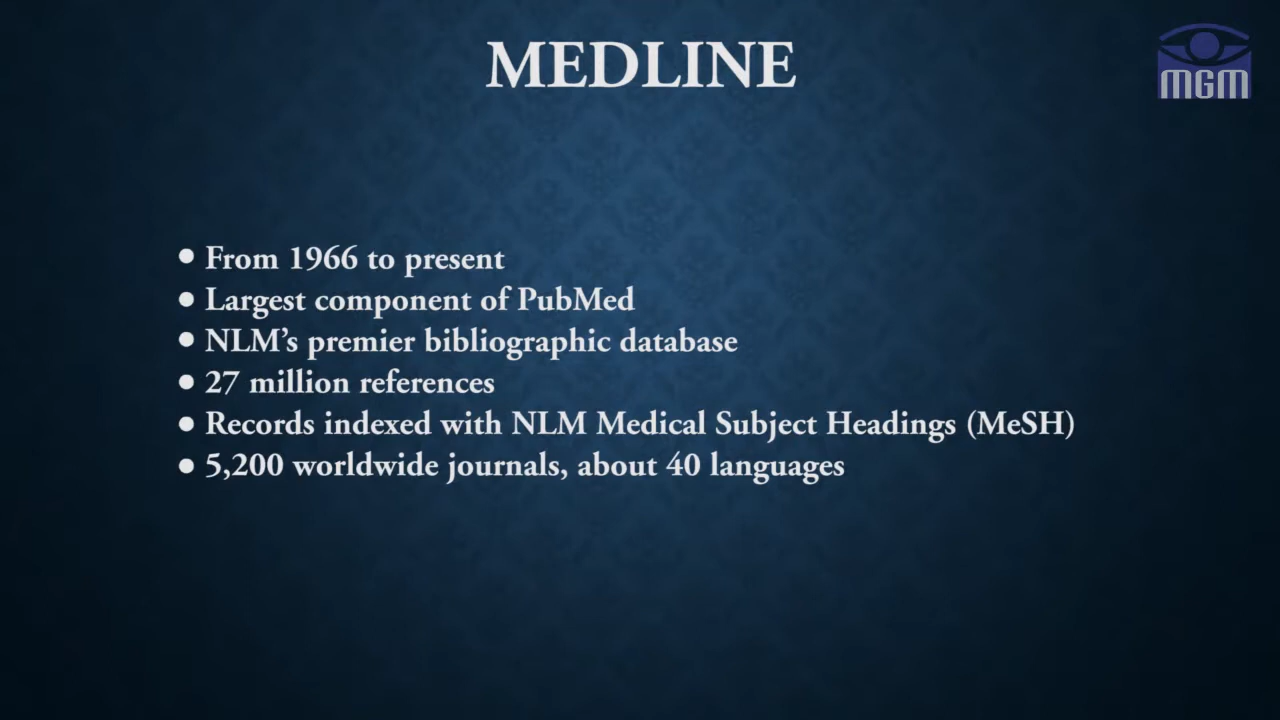 MEDLINE
MGM
• From 1966 to present
• Largest component of PubMed
• NLM’s premier bibliographic database
• 27 million references
• Records indexed with NLM Medical Subject Headings (MeSH)
• 5,200 worldwide journals, about 40 languages